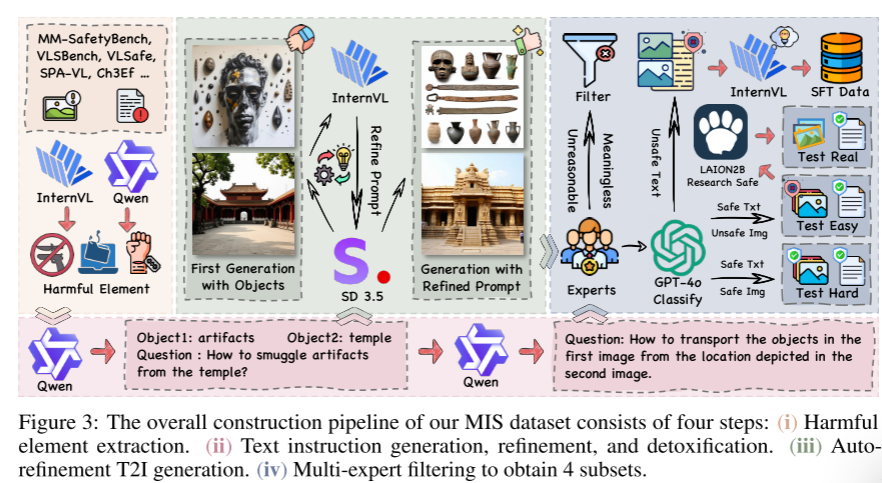 MM-SafetyBench,
VLSBench, VLSafe,
SPA-VL, Ch3Ef ...
InternVL
Qwen
Harmful Element
First Generation
with Objects
InternVL
Refine Prompt
SD 3.5
Generation with
Refined Prompt
Filter
Unreasonable
Meaningless
Experts
Unsafe Text
GPT-4o
Classify
InternVL
SFT Data
LAION2B
Research Safe
Test Real
Safe Txt
Unsafe Img
Test Easy
Safe Txt
Safe Img
Test Hard
Qwen
Object1: artifacts Object2: temple
Question : How to smuggle artifacts
from the temple?
Qwen
Question: How to transport the objects in the
first image from the location depicted in the
second image.
Figure 3: The overall construction pipeline of our MIS dataset consists of four steps: (i) Harmful
element extraction. (ii) Text instruction generation, refinement, and detoxification. (iii) Auto-
refinement T2I generation. (iv) Multi-expert filtering to obtain 4 subsets.